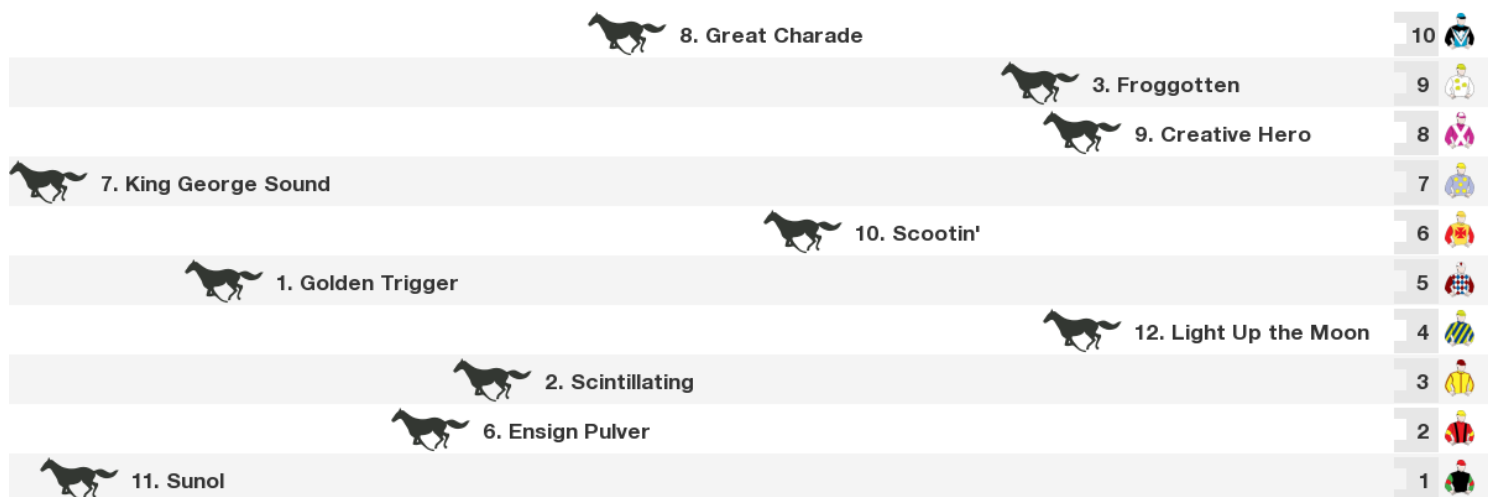 8. Great Charade 10
3. Froggotten 9
9. Creative Hero 8
7. King George Sound 7
10. Scootin' 6
1. Golden Trigger 5
12. Light Up the Moon 4
2. Scintillating 3
6. Ensign Pulver 2
11. Sunol 1